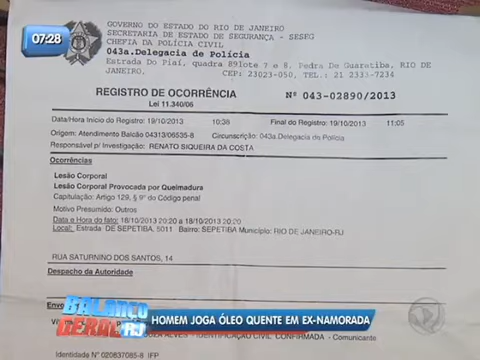 07:28
GOVERNO DO ESTADO DO RIO DE JANEIRO
SECRETARIA DE ESTADO DE SEGURANÇA - SESEG
CHEFIA DA POLÍCIA CIVIL
043a.Delegacia de Polícia
Estrada do Piaí, quadra 89lote 7 e 8, Pedra De Guaratiba, RIO DE
JANEIRO. CEP: 23023-050, TEL.: 21 2333-7234
REGISTRO DE OCORRÊNCIA Nº 043-02890/2013
Lei 11.340/06
Data/Hora Início do Registro: 19/10/2013 10:38 Final do Registro: 19/10/2013 11:05
Origem: Atendimento Balcão 04313/06535-8 Circunscrição: 043a.Delegacia de Polícia
Responsável p/ Investigação: RENATO SIQUEIRA DA COSTA
Ocorrências
Lesão Corporal
Lesão Corporal Provocada por Queimadura
Capitulação: Artigo 129, § 9º do Código penal
Motivo Presumido: Outros
Data e Hora do fato: 18/10/2013 20:20 a 18/10/2013 20:20
Local: Estrada DE SEPETIBA, 5011 Bairro: SEPETIBA Município: RIO DE JANEIRO-RJ
RUA SATURNINO DOS SANTOS, 14
Despacho da Autoridade
BALANÇO
GERAL RJ
HOMEM JOGA ÓLEO QUENTE EM EX-NAMORADA
ALVES - IDENTIFICAÇÃO CIVIL CONFIRMADA - Comunicante
Identidade Nº 020837085-8 IFP